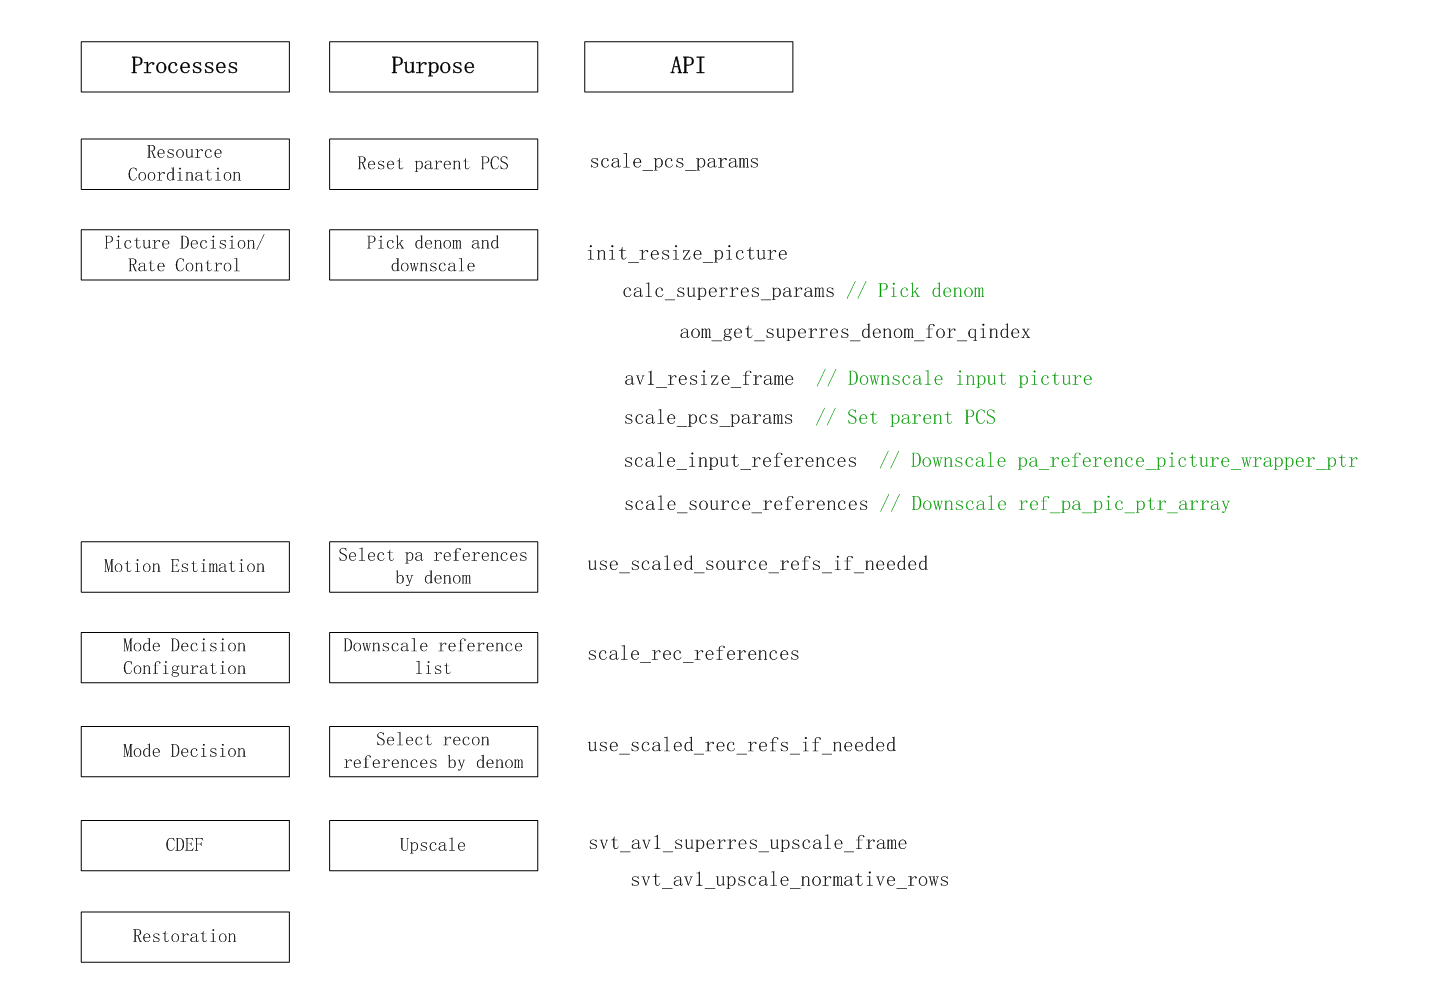 Processes
Purpose
API
Resource
Coordination
Reset parent PCS
scale_pcs_params
Picture Decision/
Rate Control
Pick denom and
downscale
init_resize_picture
calc_superres_params // Pick denom
aom_get_superres_denom_for_qindex
av1_resize_frame // Downscale input picture
scale_pcs_params // Set parent PCS
scale_input_references // Downscale pa_reference_picture_wrapper_ptr
scale_source_references // Downscale ref_pa_pic_ptr_array
Motion Estimation
Select pa references
by denom
use_scaled_source_refs_if_needed
Mode Decision
Configuration
Downscale reference
list
scale_rec_references
Mode Decision
Select recon
references by denom
use_scaled_rec_refs_if_needed
CDEF
Upscale
svt_av1_superres_upscale_frame
svt_av1_upscale_normative_rows
Restoration